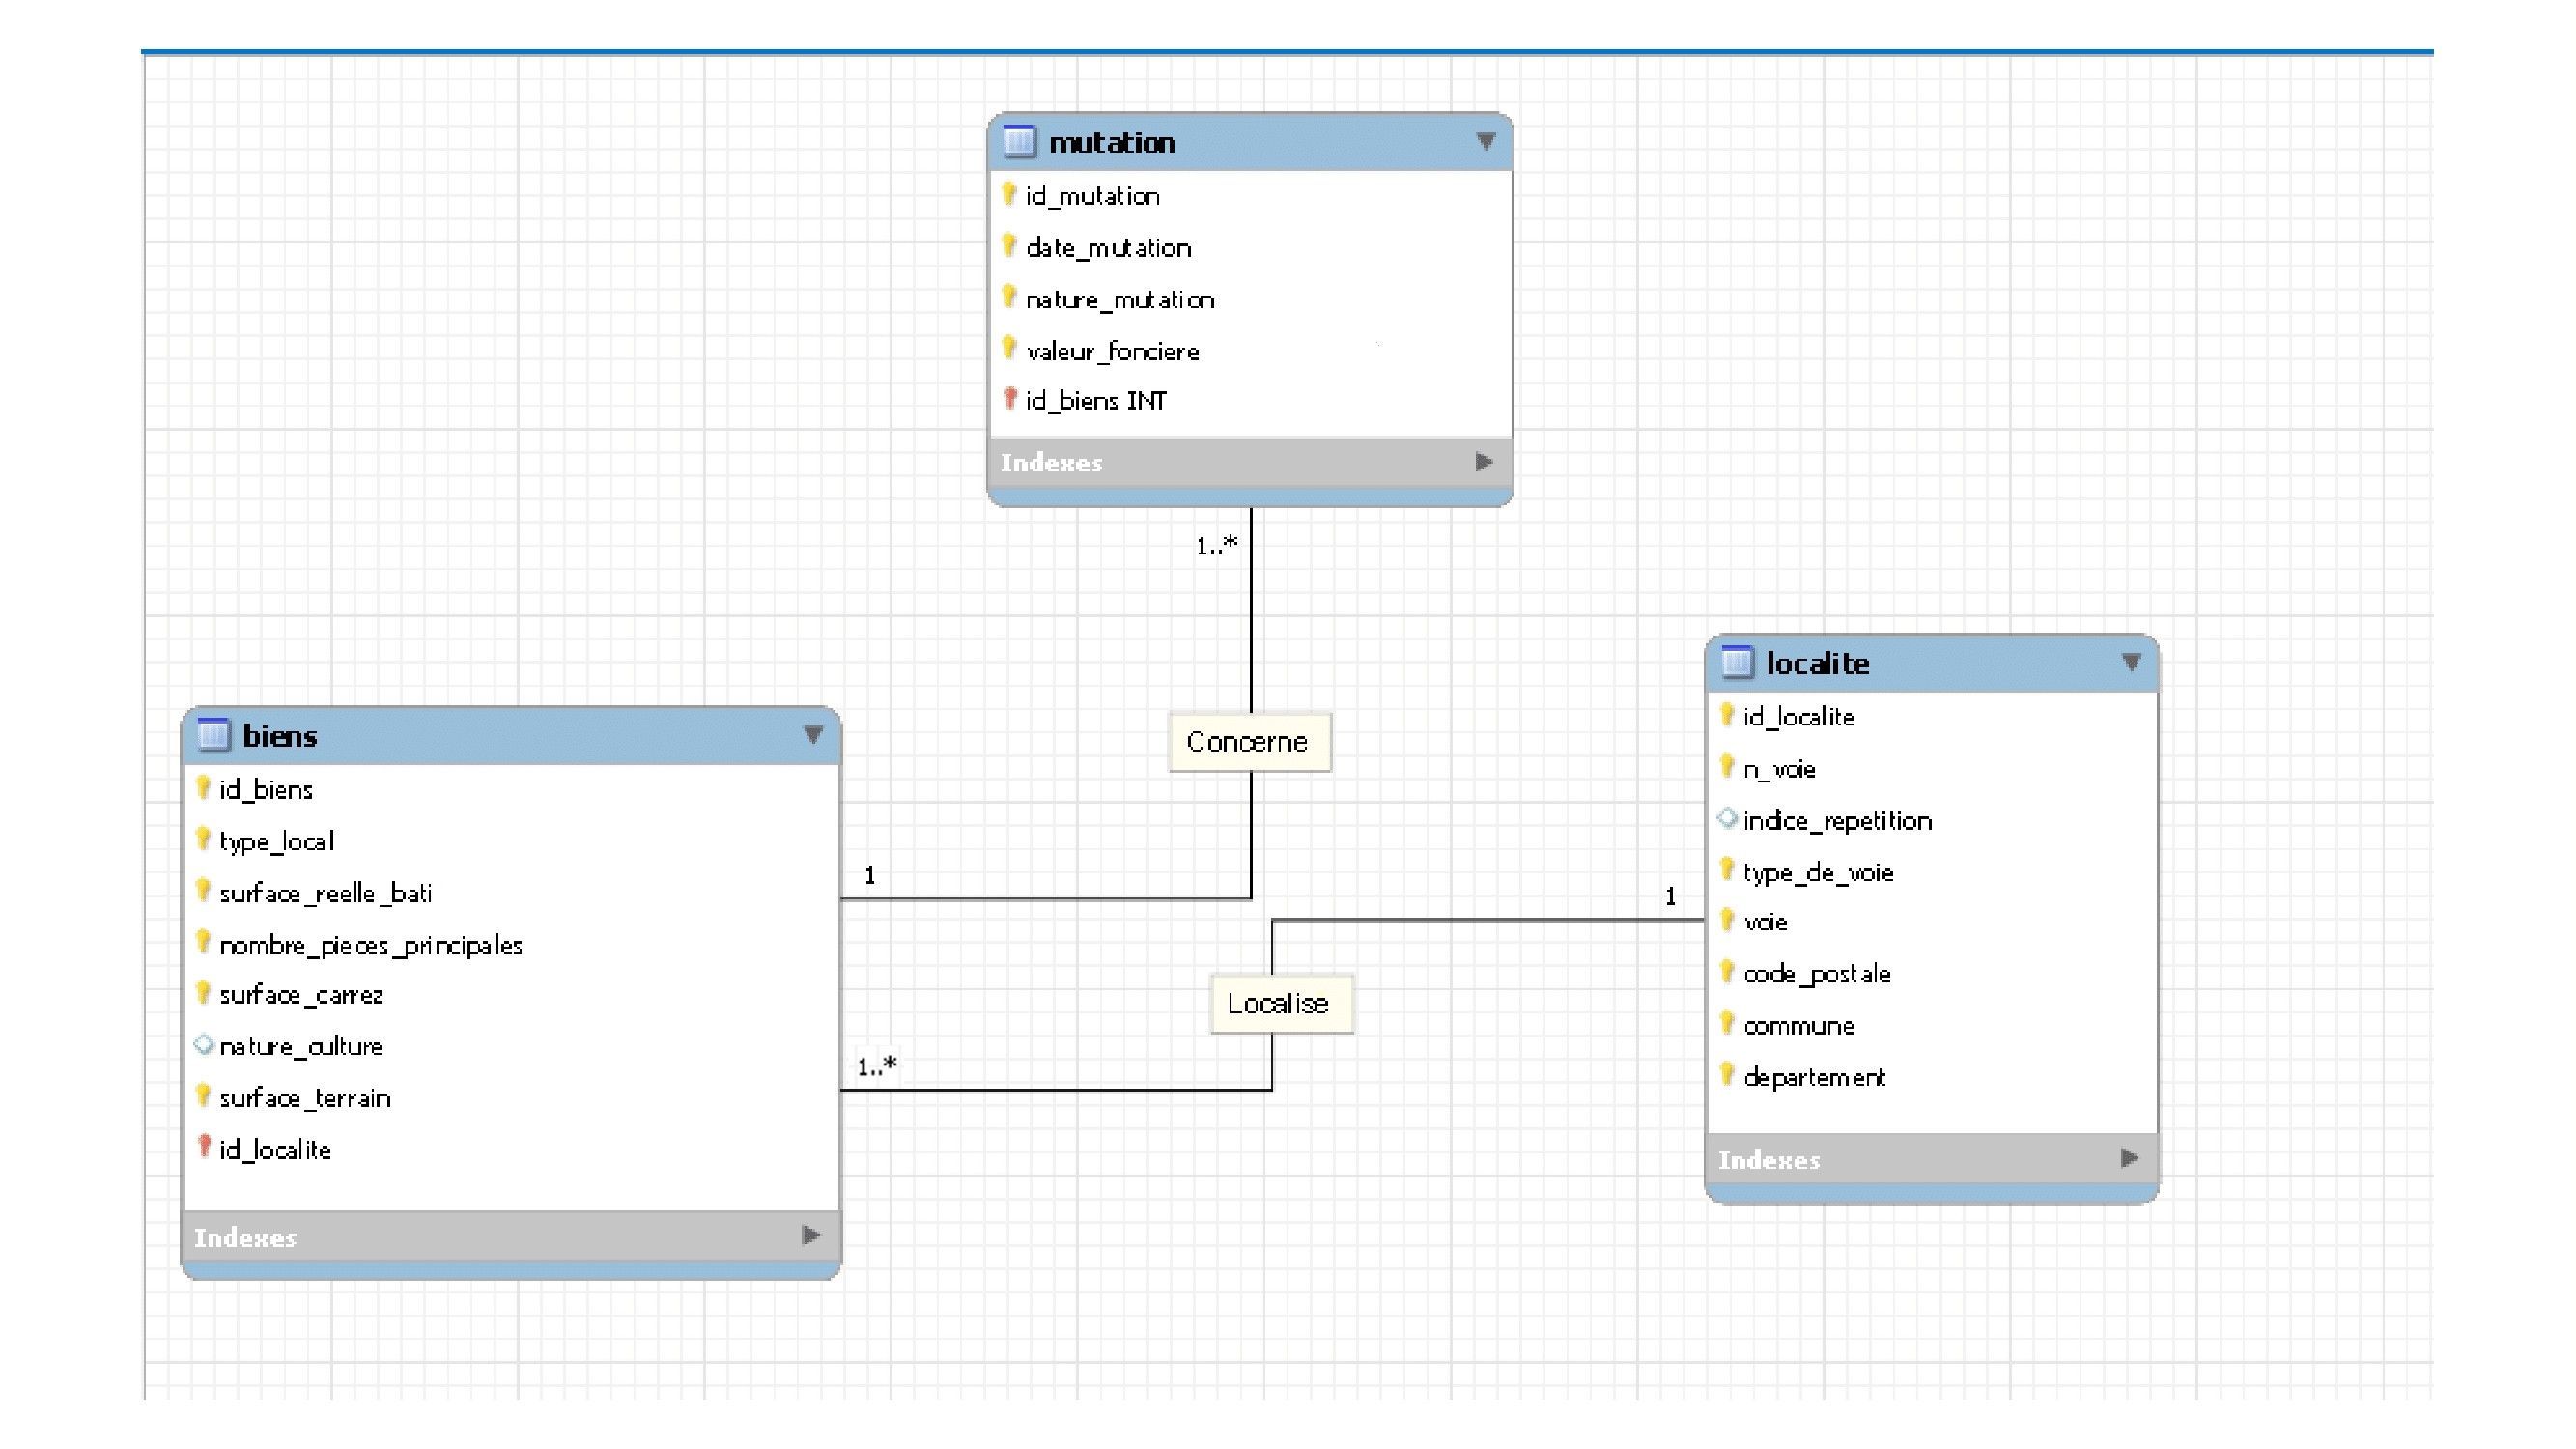 mutation
id_mutation
date_mutation
nature_mutation
valeur_fonciere
id_biens INT
Indexes
1..*
Concerne
1
biens
id_biens
type_local
surface_reelle_bati
nombre_pieces_principales
surface_carrez
nature_culture
surface_terrain
id_localite
Indexes
1..*
Localise
1
localite
id_localite
n_voie
indice_repetition
type_de_voie
voie
code_postale
commune
departement
Indexes